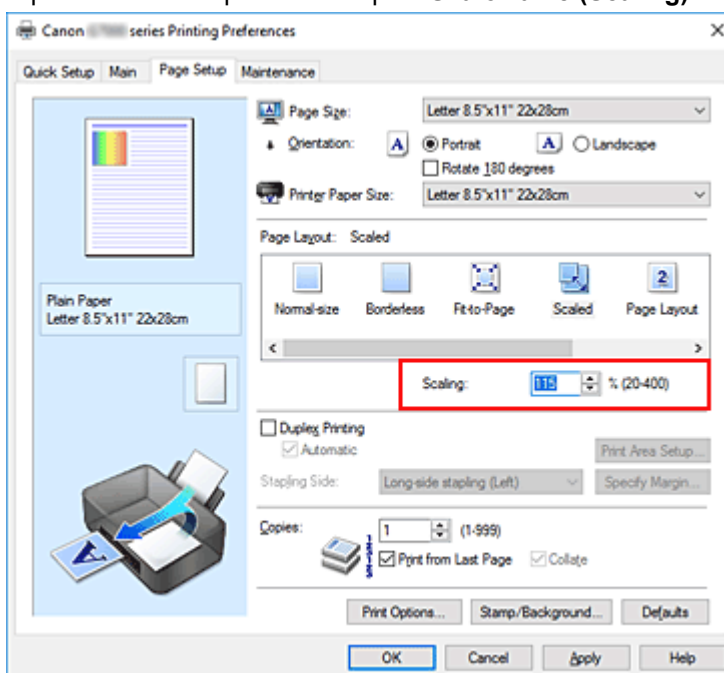 Canon series Printing Preferences
Quick Setup Main Page Setup Maintenance
Page Size: Letter 8.5"x11" 22x28cm
Orientation: A Portrait A Landscape
Rotate 180 degrees
Printer Paper Size: Letter 8.5"x11" 22x28cm
Page Layout: Scaled
Normal-size Borderless Fit-to-Page Scaled Page Layout
Plain Paper
Letter 8.5"x11" 22x28cm
Scaling: 115 % (20-400)
Duplex Printing
Automatic
Print Area Setup...
Stapling Side: Long-side stapling (Left) Specify Margin...
Copies: 1 (1-999)
Print from Last Page Collate
Print Options... Stamp/Background... Defaults
OK Cancel Apply Help